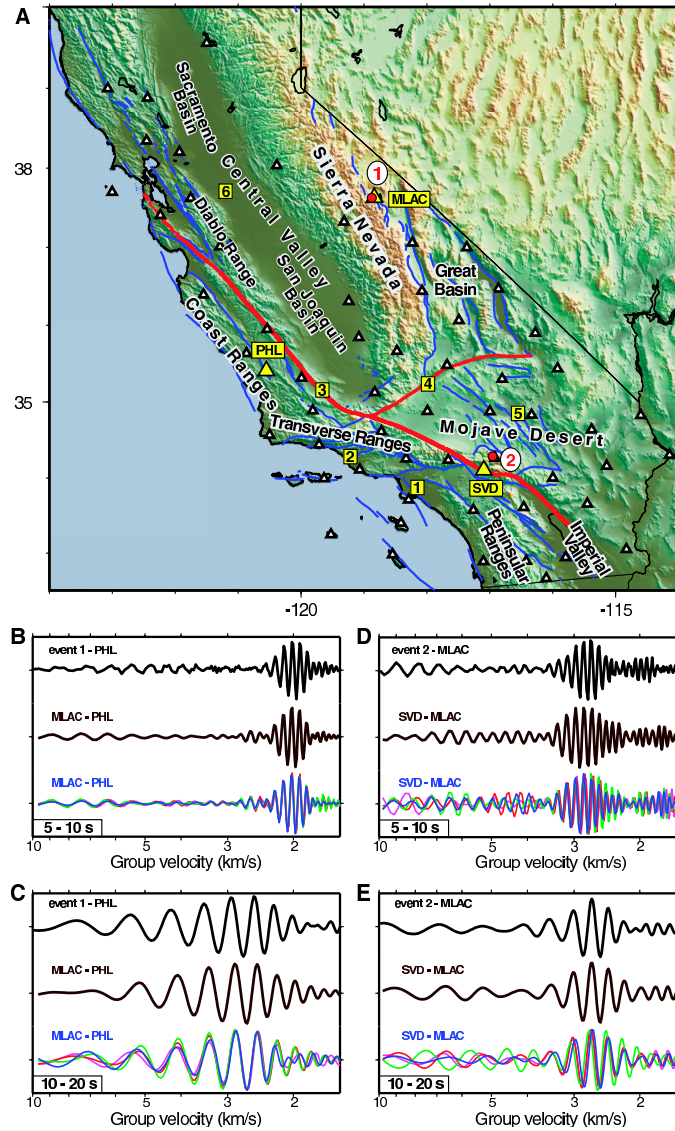 A
38
35
-120
-115
Sacramento Central Valley
Basin
San Joaquin
Basin
Sierra Nevada
1
MLAC
6
Diablo Range
Great
Basin
Coast Ranges
PHL
3
4
5
Transverse Ranges
Mojave Desert
2
2
1
SVD
Peninsular
Ranges
Imperial
Valley
B
event 1 - PHL
MLAC - PHL
MLAC - PHL
5 - 10 s
10 5 3 2
Group velocity (km/s)
D
event 2 - MLAC
SVD - MLAC
SVD - MLAC
5 - 10 s
10 5 3 2
Group velocity (km/s)
C
event 1 - PHL
MLAC - PHL
MLAC - PHL
10 - 20 s
10 5 3 2
Group velocity (km/s)
E
event 2 - MLAC
SVD - MLAC
SVD - MLAC
10 - 20 s
10 5 3 2
Group velocity (km/s)